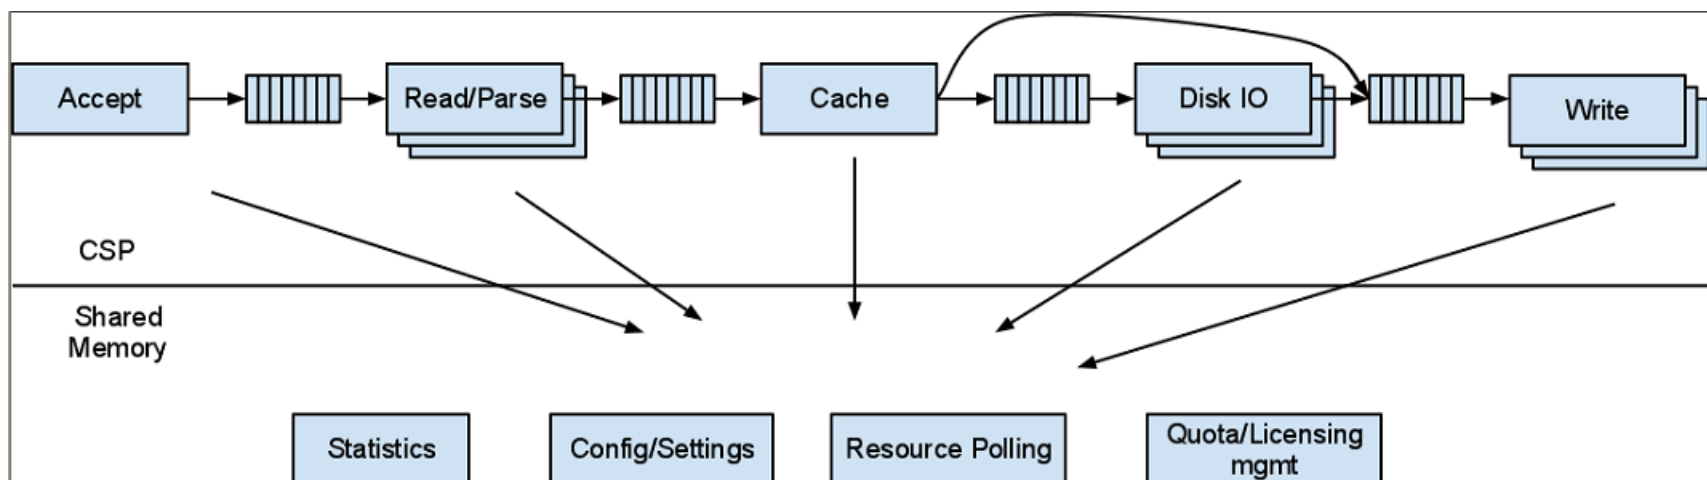 Accept
Read/Parse
Cache
Disk IO
Write
CSP
Shared
Memory
Statistics
Config/Settings
Resource Polling
Quota/Licensing
mgmt